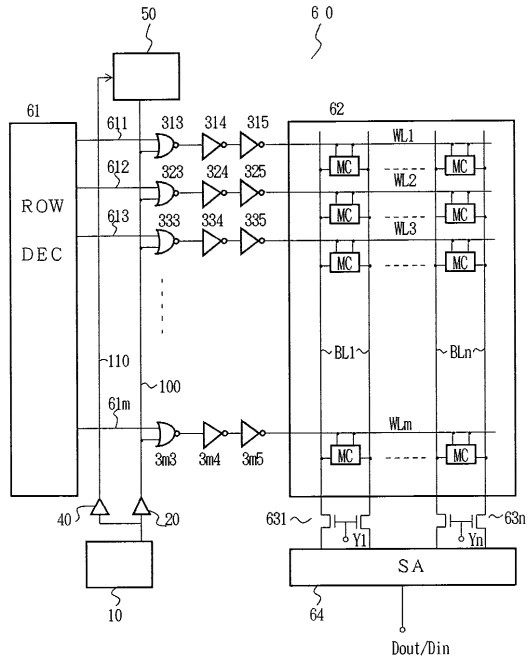 50
60
61
62
611
313
314
315
WL1
MC
MC
612
323
324
325
WL2
MC
MC
613
333
334
335
WL3
MC
MC
ROW
DEC
110
100
BL1
BLn
61m
WLm
3m3
3m4
3m5
MC
MC
40
20
631
Y1
Yn
63n
10
SA
64
Dout/Din